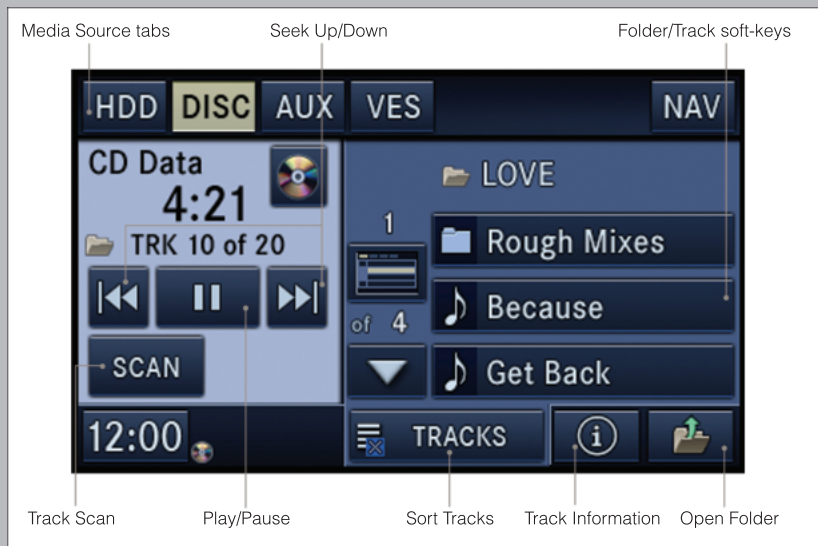 Media Source tabs
Seek Up/Down
Folder/Track soft-keys
HDD DISC AUX VES NAV
CD Data
4:21
TRK 10 of 20
LOVE
1
Rough Mixes
of 4
Because
SCAN
Get Back
12:00
TRACKS
i
Track Scan
Play/Pause
Sort Tracks
Track Information
Open Folder